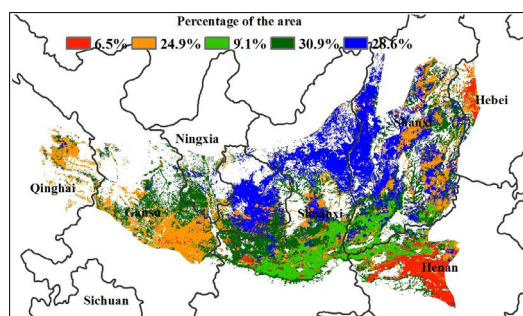 Percentage of the area
6.5% 24.9% 9.1% 30.9% 28.6%
Hebei
Shanxi
Ningxia
Qinghai
Gansu
Shaanxi
Henan
Sichuan